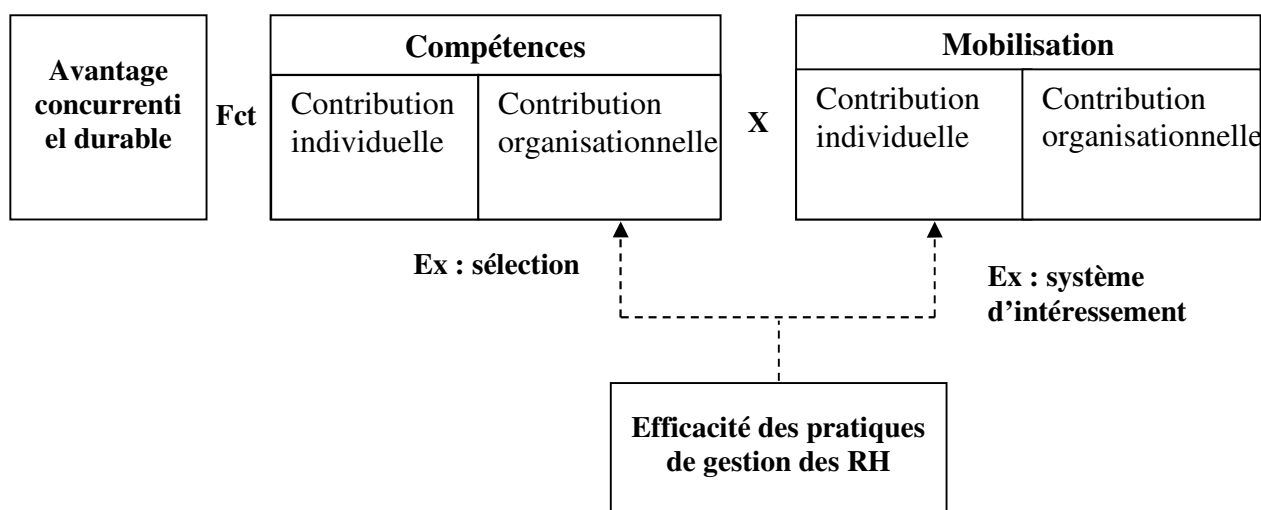 Avantage
concurrenti
el durable
Fct
Compétences
Contribution
individuelle
Contribution
organisationnelle
X
Mobilisation
Contribution
individuelle
Contribution
organisationnelle
Ex : sélection
Ex : système
d’intéressement
Efficacité des pratiques
de gestion des RH